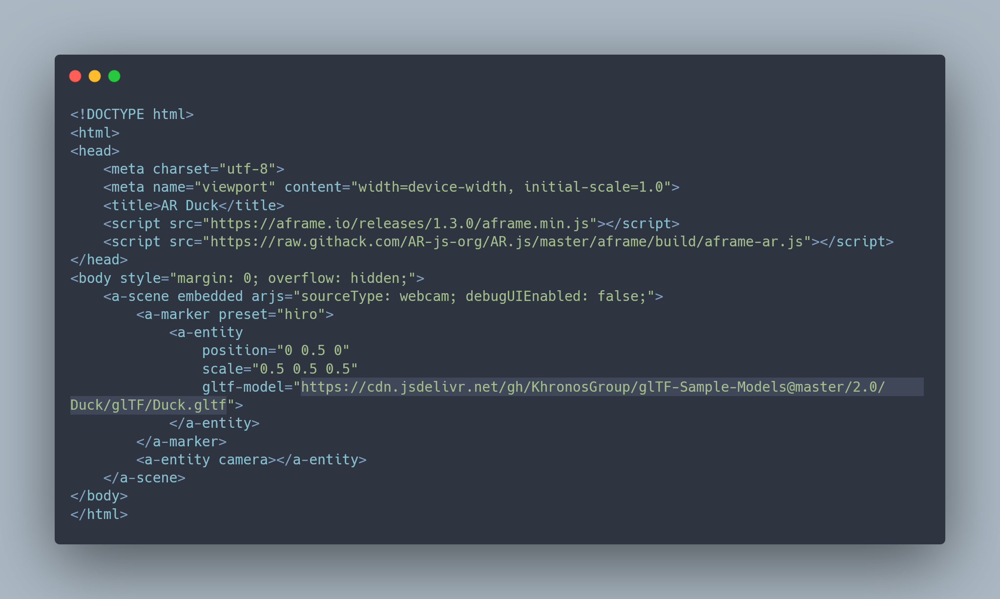 <!DOCTYPE html>
<html>
<head>
    <meta charset="utf-8">
    <meta name="viewport" content="width=device-width, initial-scale=1.0">
    <title>AR Duck</title>
    <script src="https://aframe.io/releases/1.3.0/aframe.min.js"></script>
    <script src="https://raw.githack.com/AR-js-org/AR.js/master/aframe/build/aframe-ar.js"></script>
</head>
<body style="margin: 0; overflow: hidden;">
    <a-scene embedded arjs="sourceType: webcam; debugUIEnabled: false;">
        <a-marker preset="hiro">
            <a-entity
                position="0 0.5 0"
                scale="0.5 0.5 0.5"
                gltf-model="https://cdn.jsdelivr.net/gh/KhronosGroup/glTF-Sample-Models@master/2.0/
Duck/glTF/Duck.gltf">
            </a-entity>
        </a-marker>
        <a-entity camera></a-entity>
    </a-scene>
</body>
</html>